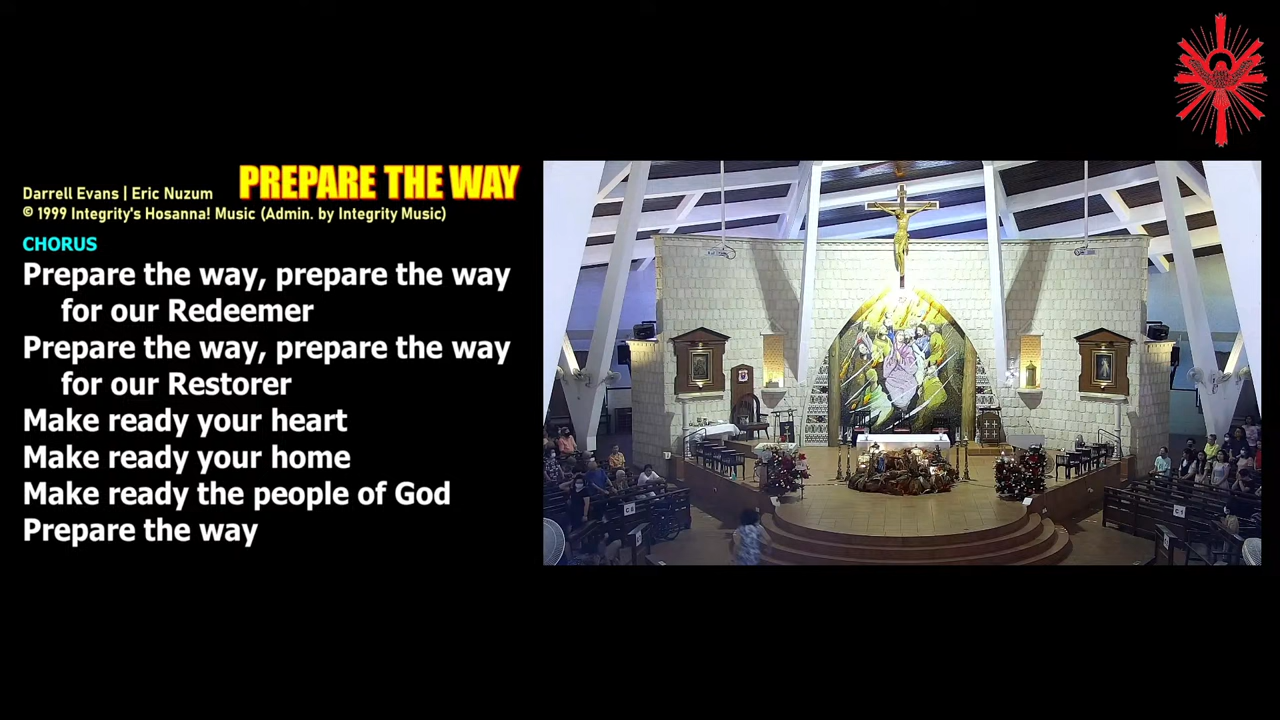 PREPARE THE WAY
Darrell Evans | Eric Nuzum
© 1999 Integrity's Hosanna! Music (Admin. by Integrity Music)
CHORUS
Prepare the way, prepare the way
for our Redeemer
Prepare the way, prepare the way
for our Restorer
Make ready your heart
Make ready your home
Make ready the people of God
Prepare the way
C-1